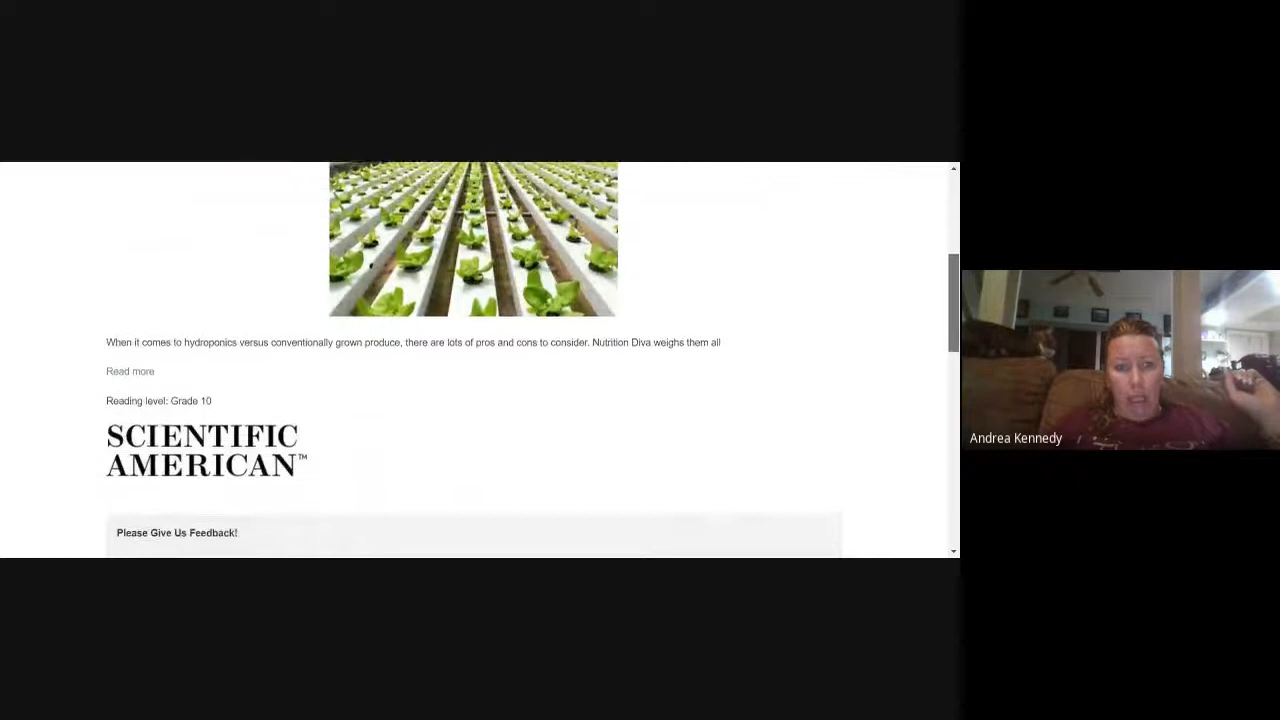 When it comes to hydroponics versus conventionally grown produce, there are lots of pros and cons to consider. Nutrition Diva weighs them all
Read more
Reading level: Grade 10
SCIENTIFIC
AMERICAN™
Please Give Us Feedback!
Andrea Kennedy